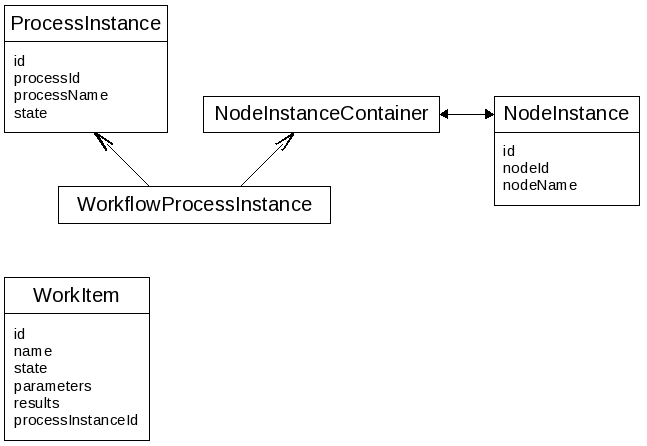 ProcessInstance
id
processId
processName
state
NodeInstanceContainer
NodeInstance
id
nodeId
nodeName
WorkflowProcessInstance
WorkItem
id
name
state
parameters
results
processInstanceId